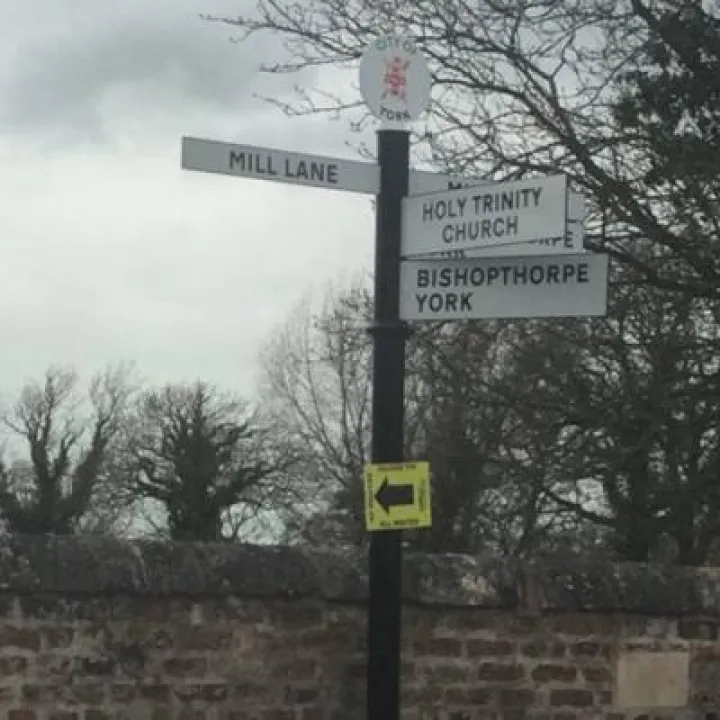 CITY OF
YORK
MILL LANE
HOLY TRINITY
CHURCH
BISHOPTHORPE
YORK